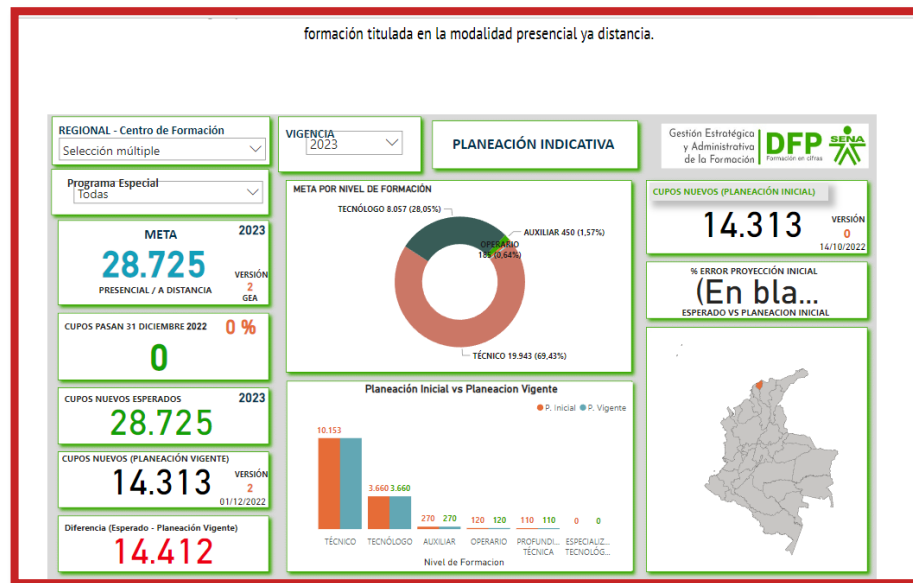 formación titulada en la modalidad presencial ya distancia.
REGIONAL - Centro de Formación
Selección múltiple
VIGENCIA
2023
PLANEACIÓN INDICATIVA
Gestión Estratégica
y Administrativa
de la Formación
DFP
Formación en cifras
SENA
Programa Especial
Todas
META
2023
28.725
PRESENCIAL / A DISTANCIA
VERSIÓN
2
GEA
CUPOS PASAN 31 DICIEMBRE 2022
0 %
0
CUPOS NUEVOS ESPERADOS
2023
28.725
CUPOS NUEVOS (PLANEACIÓN VIGENTE)
14.313
VERSIÓN
2
01/12/2022
Diferencia (Esperado - Planeación Vigente)
14.412
META POR NIVEL DE FORMACIÓN
TECNÓLOGO 8.057 (28,05%)
AUXILIAR 450 (1,57%)
OPERARIO
185 (0,64%)
TÉCNICO 19.943 (69,43%)
Planeación Inicial vs Planeacion Vigente
P. Inicial P. Vigente
10.153
3.660 3.660
270 270
120 120
110 110
0 0
TÉCNICO TECNÓLOGO AUXILIAR OPERARIO PROFUNDI... ESPECIALIZ...
TÉCNICA TECNOLÓG...
Nivel de Formacion
CUPOS NUEVOS (PLANEACIÓN INICIAL)
14.313
VERSIÓN
0
14/10/2022
% ERROR PROYECCIÓN INICIAL
(En bla...
ESPERADO VS PLANEACION INICIAL